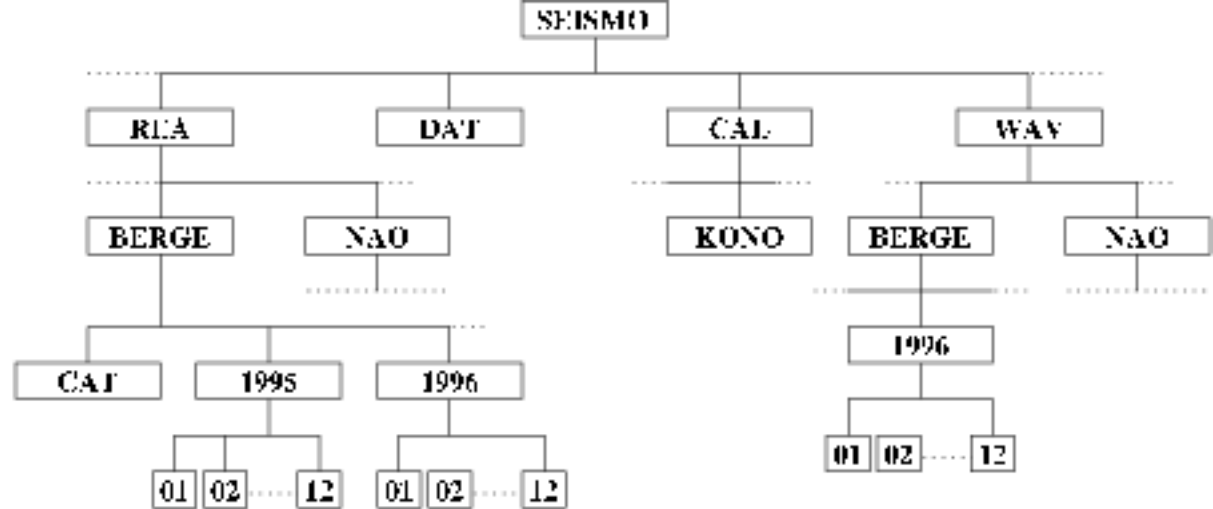 SEISMO
REA DAT CAL WAV
BERGE NAO KONO BERGE NAO
1996
CAT 1995 1996
01 02 12
01 02 12 01 02 12